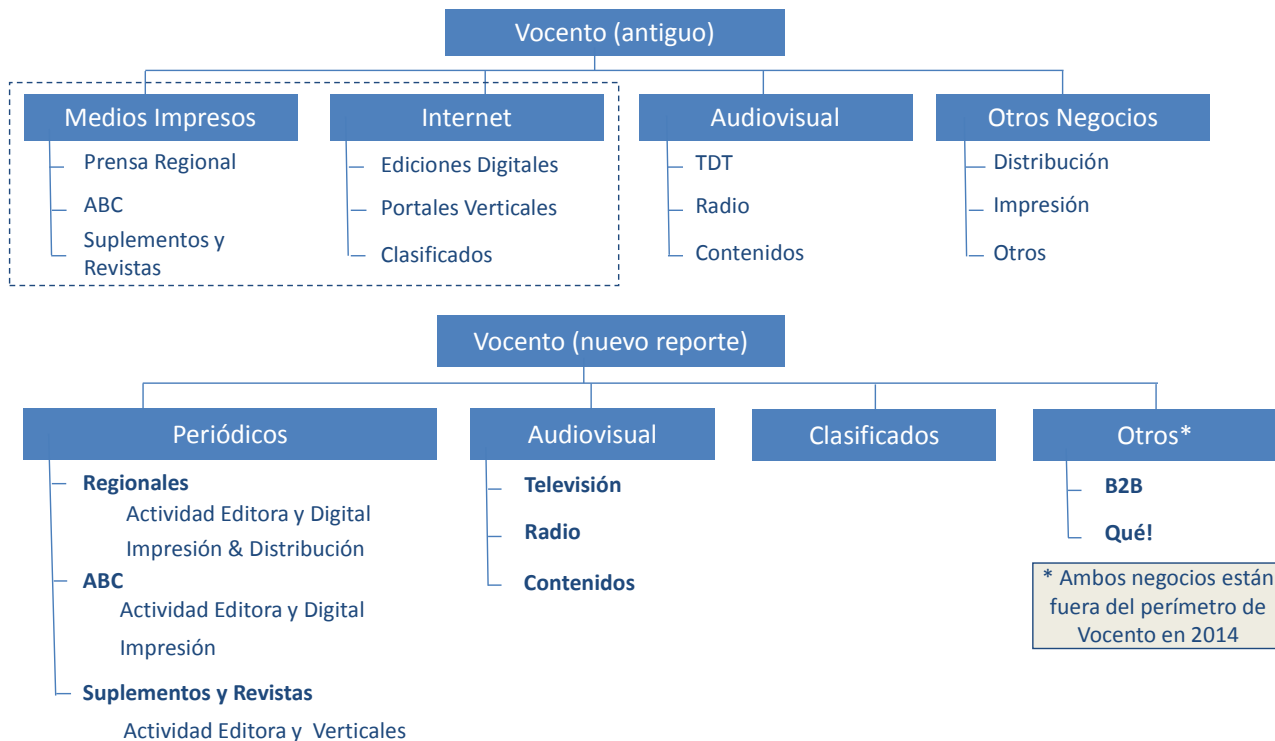 Vocento (antiguo)
Medios Impresos
Prensa Regional
ABC
Suplementos y
Revistas
Internet
Ediciones Digitales
Portales Verticales
Clasificados
Audiovisual
TDT
Radio
Contenidos
Otros Negocios
Distribución
Impresión
Otros
Vocento (nuevo reporte)
Periódicos
Regionales
Actividad Editora y Digital
Impresión & Distribución
ABC
Actividad Editora y Digital
Impresión
Suplementos y Revistas
Actividad Editora y Verticales
Audiovisual
Televisión
Radio
Contenidos
Clasificados
Otros*
B2B
Qué!
* Ambos negocios están
fuera del perímetro de
Vocento en 2014